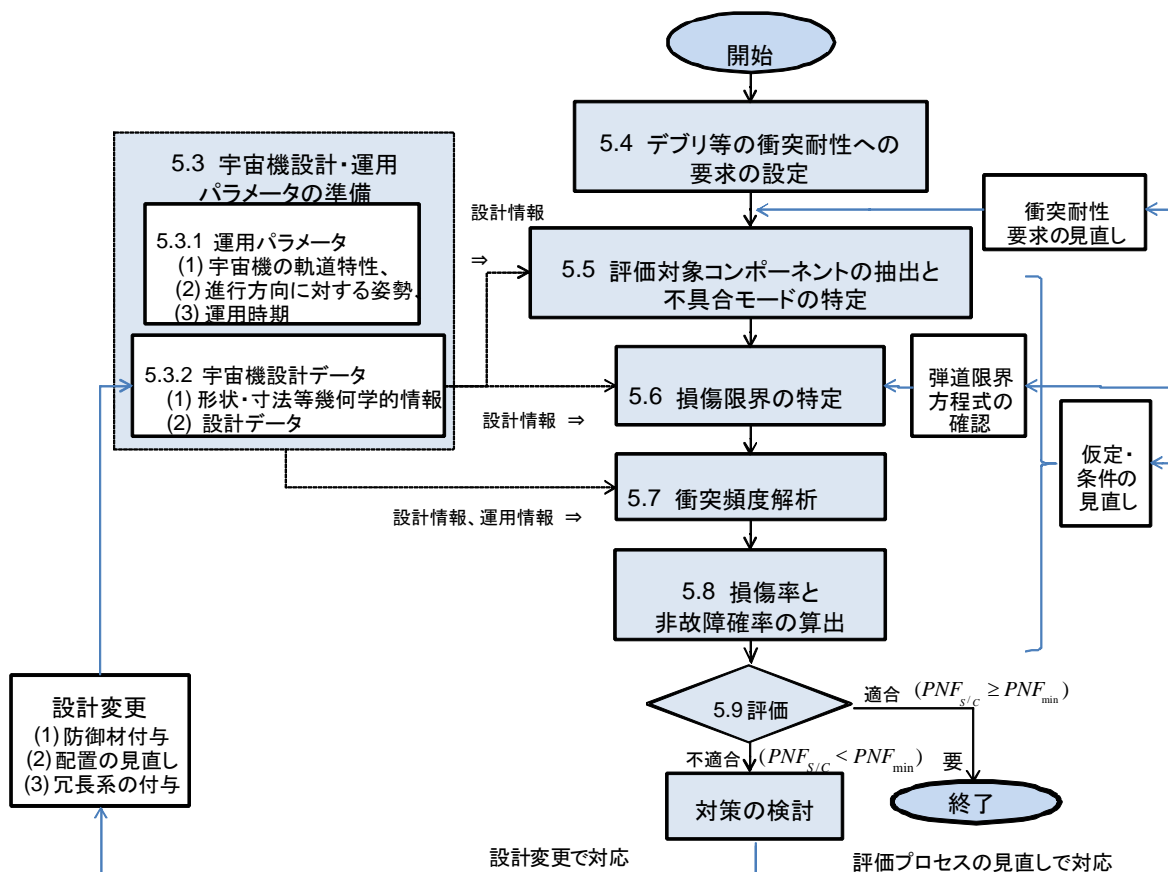 開始
5.4 デブリ等の衝突耐性への
要求の設定
5.3 宇宙機設計・運用
パラメータの準備
5.3.1 運用パラメータ
(1) 宇宙機の軌道特性、
(2) 進行方向に対する姿勢、
(3) 運用時期
5.3.2 宇宙機設計データ
(1) 形状・寸法等幾何学的情報
(2) 設計データ
設計情報
⇒
衝突耐性
要求の見直し
5.5 評価対象コンポーネントの抽出と
不具合モードの特定
5.6 損傷限界の特定
設計情報 ⇒
弾道限界
方程式の
確認
仮定・
条件の
見直し
5.7 衝突頻度解析
設計情報、運用情報 ⇒
5.8 損傷率と
非故障確率の算出
5.9 評価
適合 (PNF_{S/C} ≥ PNF_{min})
不適合 (PNF_{S/C} < PNF_{min}) 要
終了
対策の検討
設計変更
(1) 防御材付与
(2) 配置の見直し
(3) 冗長系の付与
設計変更で対応
評価プロセスの見直しで対応